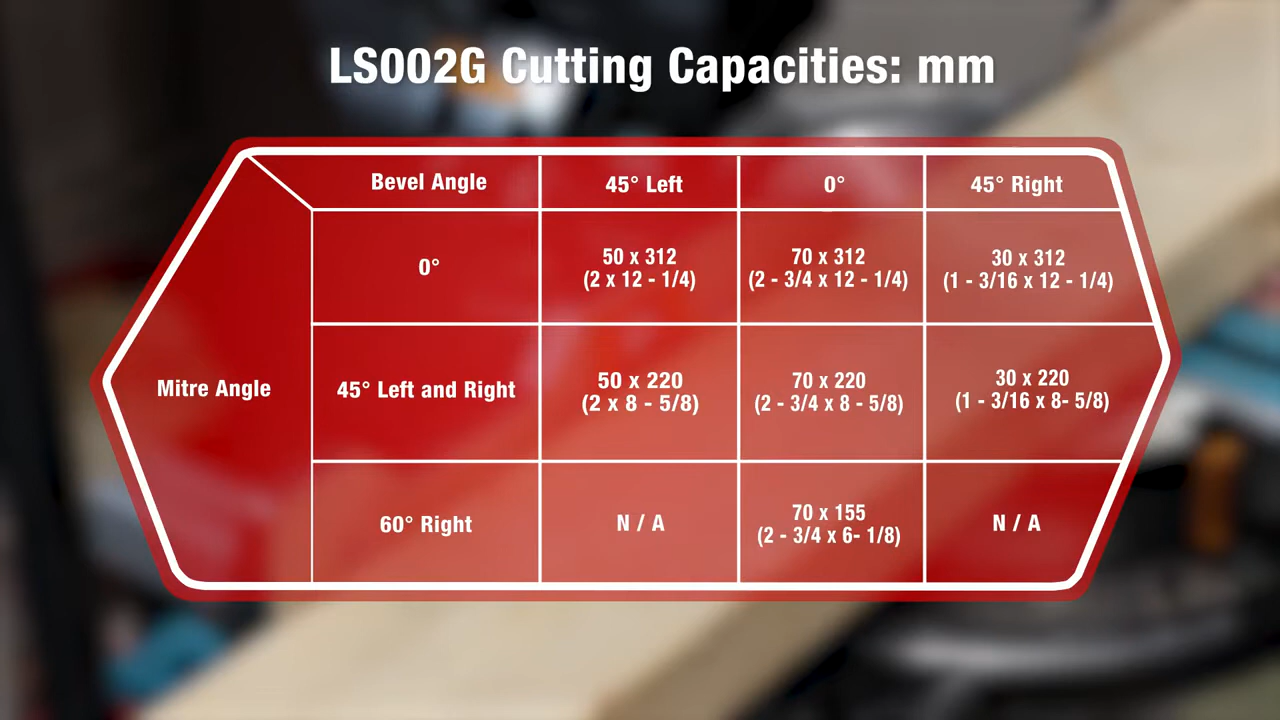 LS002G Cutting Capacities: mm
Bevel Angle
45° Left
0°
45° Right
Mitre Angle
0°
50 x 312
(2 x 12 - 1/4)
70 x 312
(2 - 3/4 x 12 - 1/4)
30 x 312
(1 - 3/16 x 12 - 1/4)
45° Left and Right
50 x 220
(2 x 8 - 5/8)
70 x 220
(2 - 3/4 x 8 - 5/8)
30 x 220
(1 - 3/16 x 8- 5/8)
60° Right
N / A
70 x 155
(2 - 3/4 x 6- 1/8)
N / A